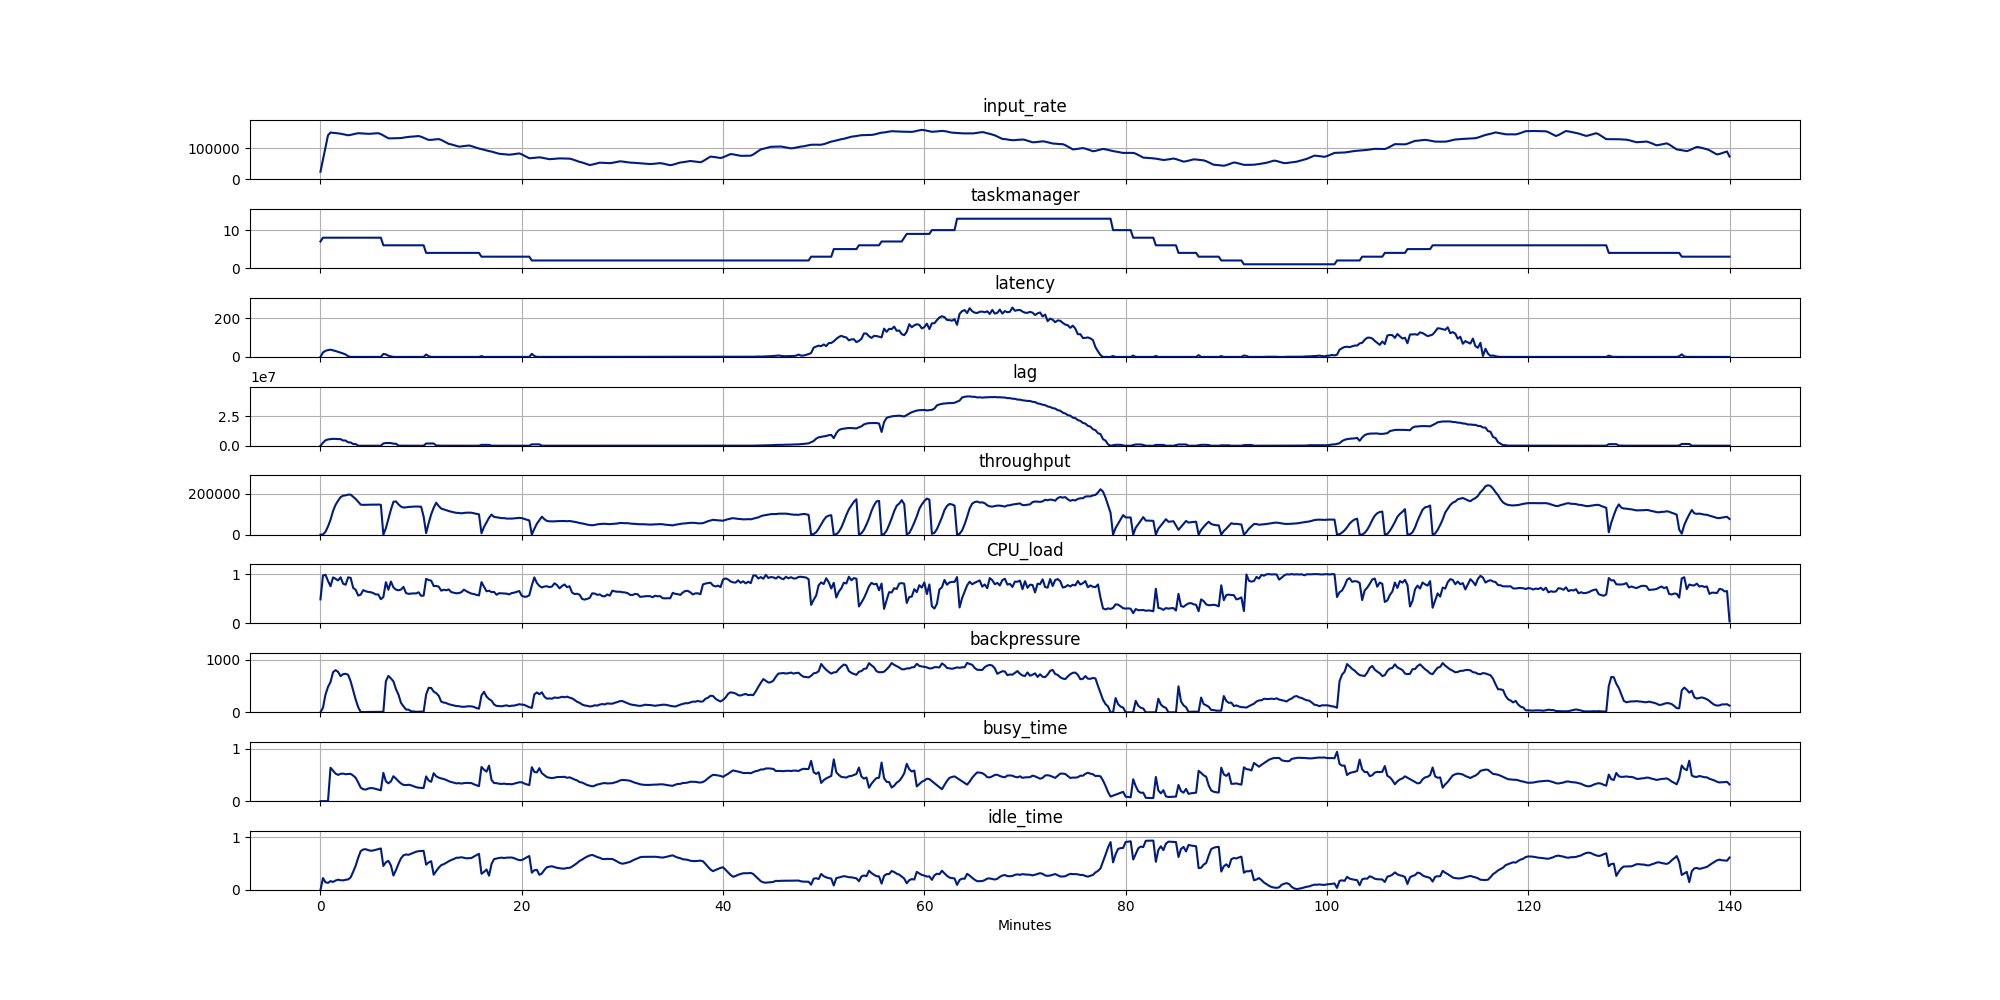 input_rate
100000
0
taskmanager
10
0
latency
200
0
1e7
lag
2.5
0.0
throughput
200000
0
CPU_load
1
0
backpressure
1000
0
busy_time
1
0
idle_time
1
0
0 20 40 60 80 100 120 140
Minutes